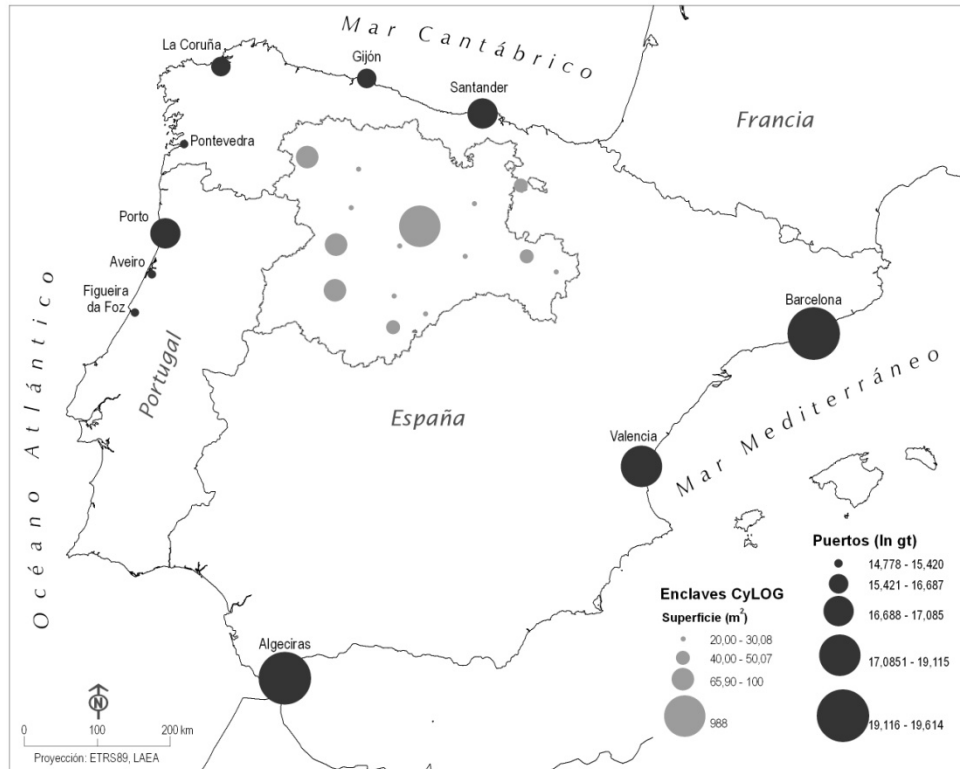 Mar Cantábrico
La Coruña
Gijón
Santander
Francia
Pontevedra
Porto
Aveiro
Figueira
da Foz
Barcelona
Océano Atlántico
Portugal
España
Valencia
Mar Mediterráneo
Algeciras
Enclaves CyLOG
Superficie (m²)
20,00 - 30,08
40,00 - 50,07
65,90 - 100
988
Puertos (ln gt)
14,778 - 15,420
15,421 - 16,687
16,688 - 17,085
17,0851 - 19,115
19,116 - 19,614
N
0 100 200 km
Proyección: ETRS89, LAEA